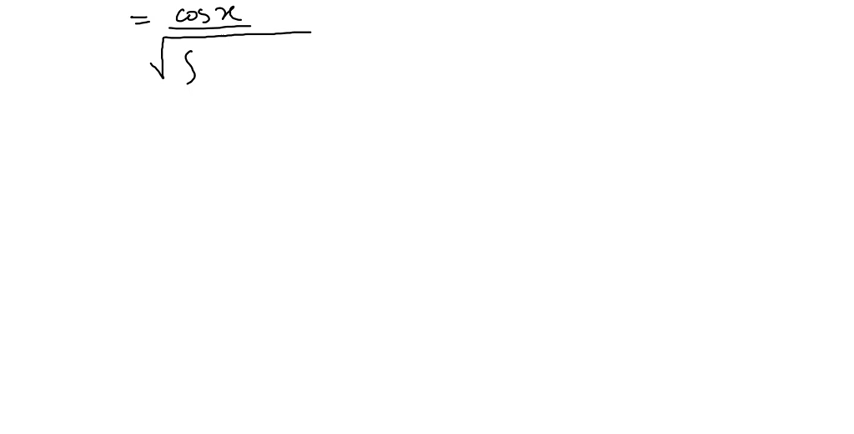 = cos x
√ S